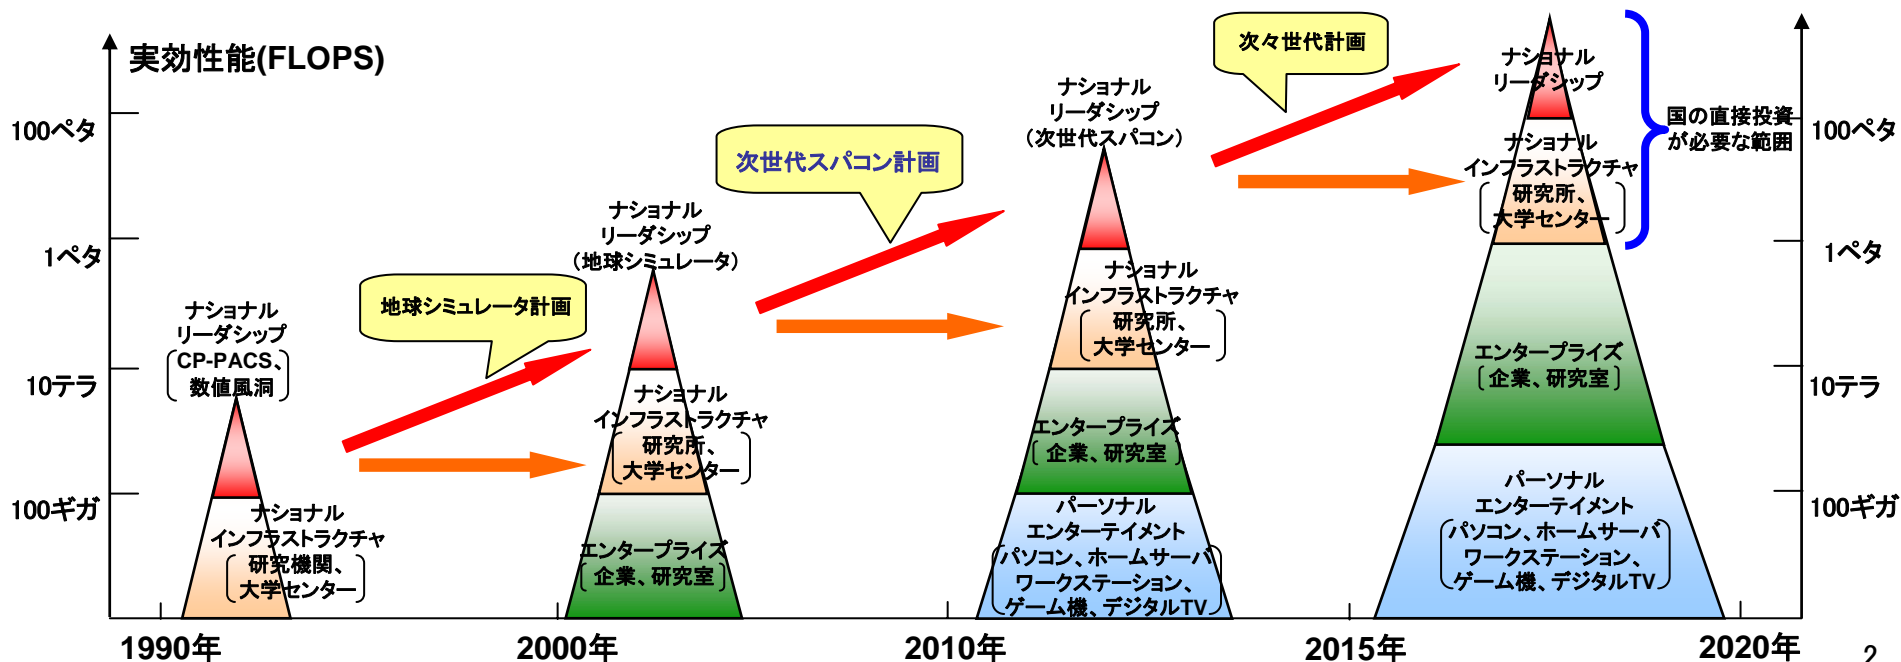 実効性能(FLOPS)
100ペタ
1ペタ
10テラ
100ギガ
ナショナル
リーダシップ
CP-PACS、
数値風洞
ナショナル
インフラストラクチャ
研究機関、
大学センター
地球シミュレータ計画
ナショナル
リーダシップ
（地球シミュレータ）
ナショナル
インフラストラクチャ
研究所、
大学センター
エンタープライズ
企業、研究室
次世代スパコン計画
ナショナル
リーダシップ
（次世代スパコン）
ナショナル
インフラストラクチャ
研究所、
大学センター
エンタープライズ
企業、研究室
パーソナル
エンターテイメント
パソコン、ホームサーバ
ワークステーション、
ゲーム機、デジタルTV
次々世代計画
ナショナル
リーダシップ
ナショナル
インフラストラクチャ
研究所、
大学センター
エンタープライズ
企業、研究室
パーソナル
エンターテイメント
パソコン、ホームサーバ
ワークステーション、
ゲーム機、デジタルTV
国の直接投資
が必要な範囲
100ペタ
1ペタ
10テラ
100ギガ
1990年
2000年
2010年
2015年
2020年
2